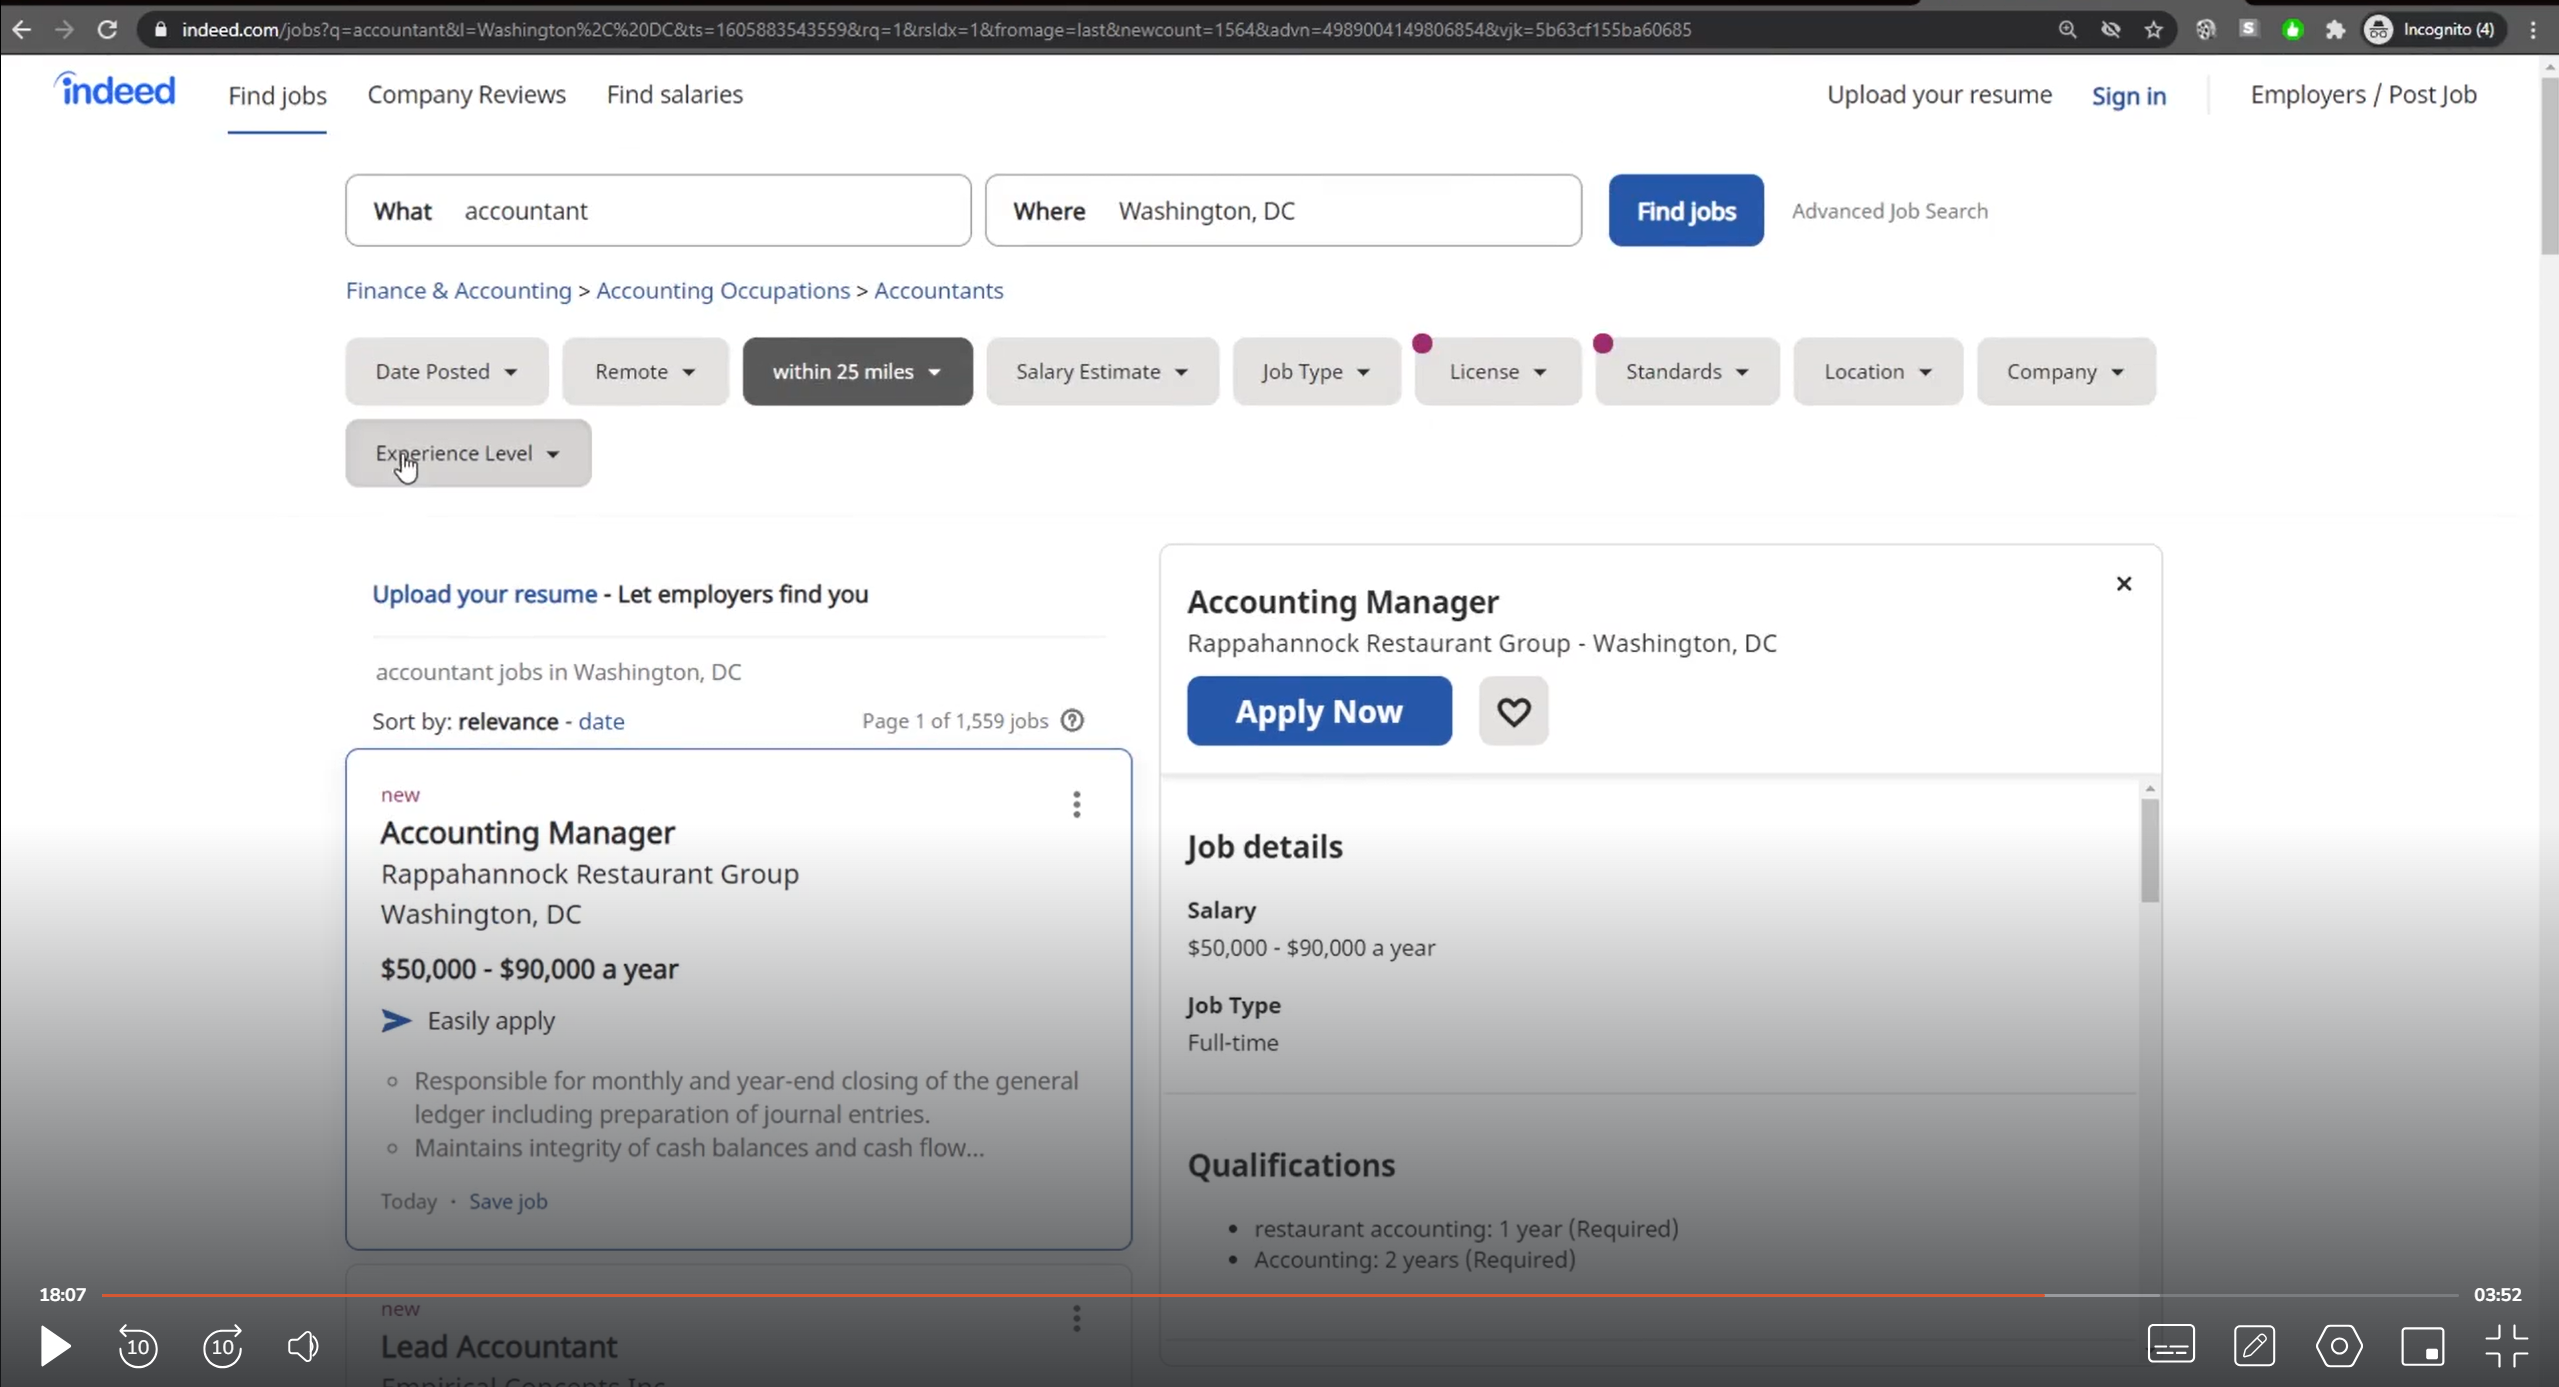 indeed.com/jobs?q=accountant&l=Washington%2C%20DC&ts=1605883543559&rq=1&rsIdx=1&fromage=last&newcount=1564&advn=4989004149806854&vjk=5b63cf155ba60685
S
Incognito (4)
indeed
Find jobs
Company Reviews
Find salaries
Upload your resume
Sign in
Employers / Post Job
What accountant
Where Washington, DC
Find jobs
Advanced Job Search
Finance & Accounting > Accounting Occupations > Accountants
Date Posted
Remote
within 25 miles
Salary Estimate
Job Type
License
Standards
Location
Company
Experience Level
Upload your resume - Let employers find you
accountant jobs in Washington, DC
Sort by: relevance - date
Page 1 of 1,559 jobs
new
Accounting Manager
Rappahannock Restaurant Group
Washington, DC
$50,000 - $90,000 a year
Easily apply
Responsible for monthly and year-end closing of the general
ledger including preparation of journal entries.
Maintains integrity of cash balances and cash flow...
Today · Save job
new
Lead Accountant
Empirical Concepts Inc
Accounting Manager
Rappahannock Restaurant Group - Washington, DC
Apply Now
Job details
Salary
$50,000 - $90,000 a year
Job Type
Full-time
Qualifications
restaurant accounting: 1 year (Required)
Accounting: 2 years (Required)
18:07
03:52
10
10